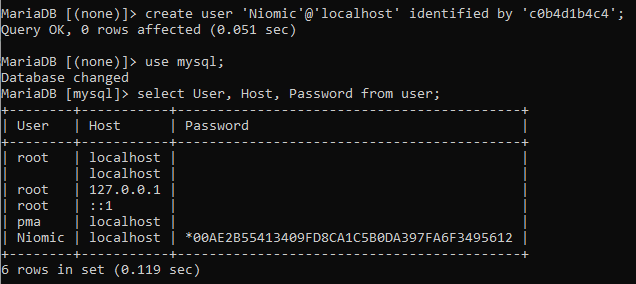 MariaDB [(none)]> create user 'Niomic'@'localhost' identified by 'c0b4d1b4c4';
Query OK, 0 rows affected (0.051 sec)
MariaDB [(none)]> use mysql;
Database changed
MariaDB [mysql]> select User, Host, Password from user;
+--------+-----------+-------------------------------------------+
| User   | Host      | Password                                  |
+--------+-----------+-------------------------------------------+
| root   | localhost |                                           |
|        | localhost |                                           |
| root   | 127.0.0.1 |                                           |
| root   | ::1       |                                           |
| pma    | localhost |                                           |
| Niomic | localhost | *00AE2B55413409FD8CA1C5B0DA397FA6F3495612 |
+--------+-----------+-------------------------------------------+
6 rows in set (0.119 sec)